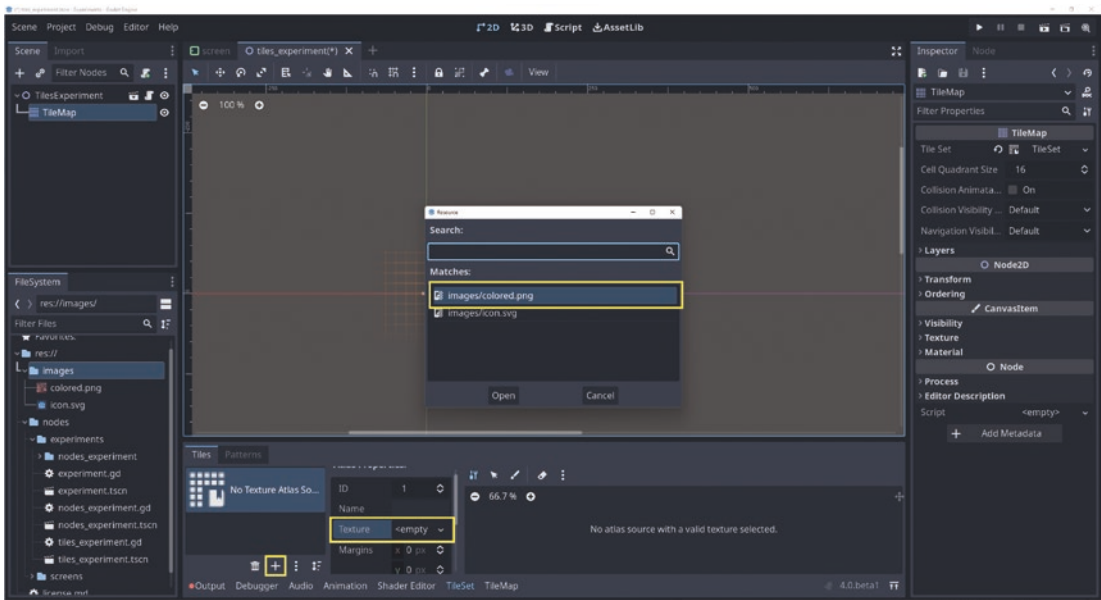 Scene Project Debug Editor Help
2D 3D Script AssetLib
Scene Import
screen tiles_experiment(*)
Inspector Node
Filter Nodes
View
TilesExperiment
TileMap
100 %
TileMap
Filter Properties
TileMap
Tile Set TileSet
Cell Quadrant Size 16
Collision Animata... On
Collision Visibility ... Default
Navigation Visibil... Default
Layers
Node2D
Transform
Ordering
CanvasItem
Visibility
Texture
Material
Node
Process
Editor Description
Script <empty>
Add Metadata
Resource
Search:
Matches:
images/colored.png
images/icon.svg
Open Cancel
FileSystem
res://images/
Filter Files
Favorites:
res://
images
colored.png
icon.svg
nodes
experiments
nodes_experiment
experiment.gd
experiment.tscn
nodes_experiment.gd
nodes_experiment.tscn
tiles_experiment.gd
tiles_experiment.tscn
screens
license.md
Tiles Patterns
No Texture Atlas So...
ID 1
Name
Texture <empty
Margins x 0 px
y 0 px
66.7 %
No atlas source with a valid texture selected.
Output Debugger Audio Animation Shader Editor TileSet TileMap
4.0.beta1